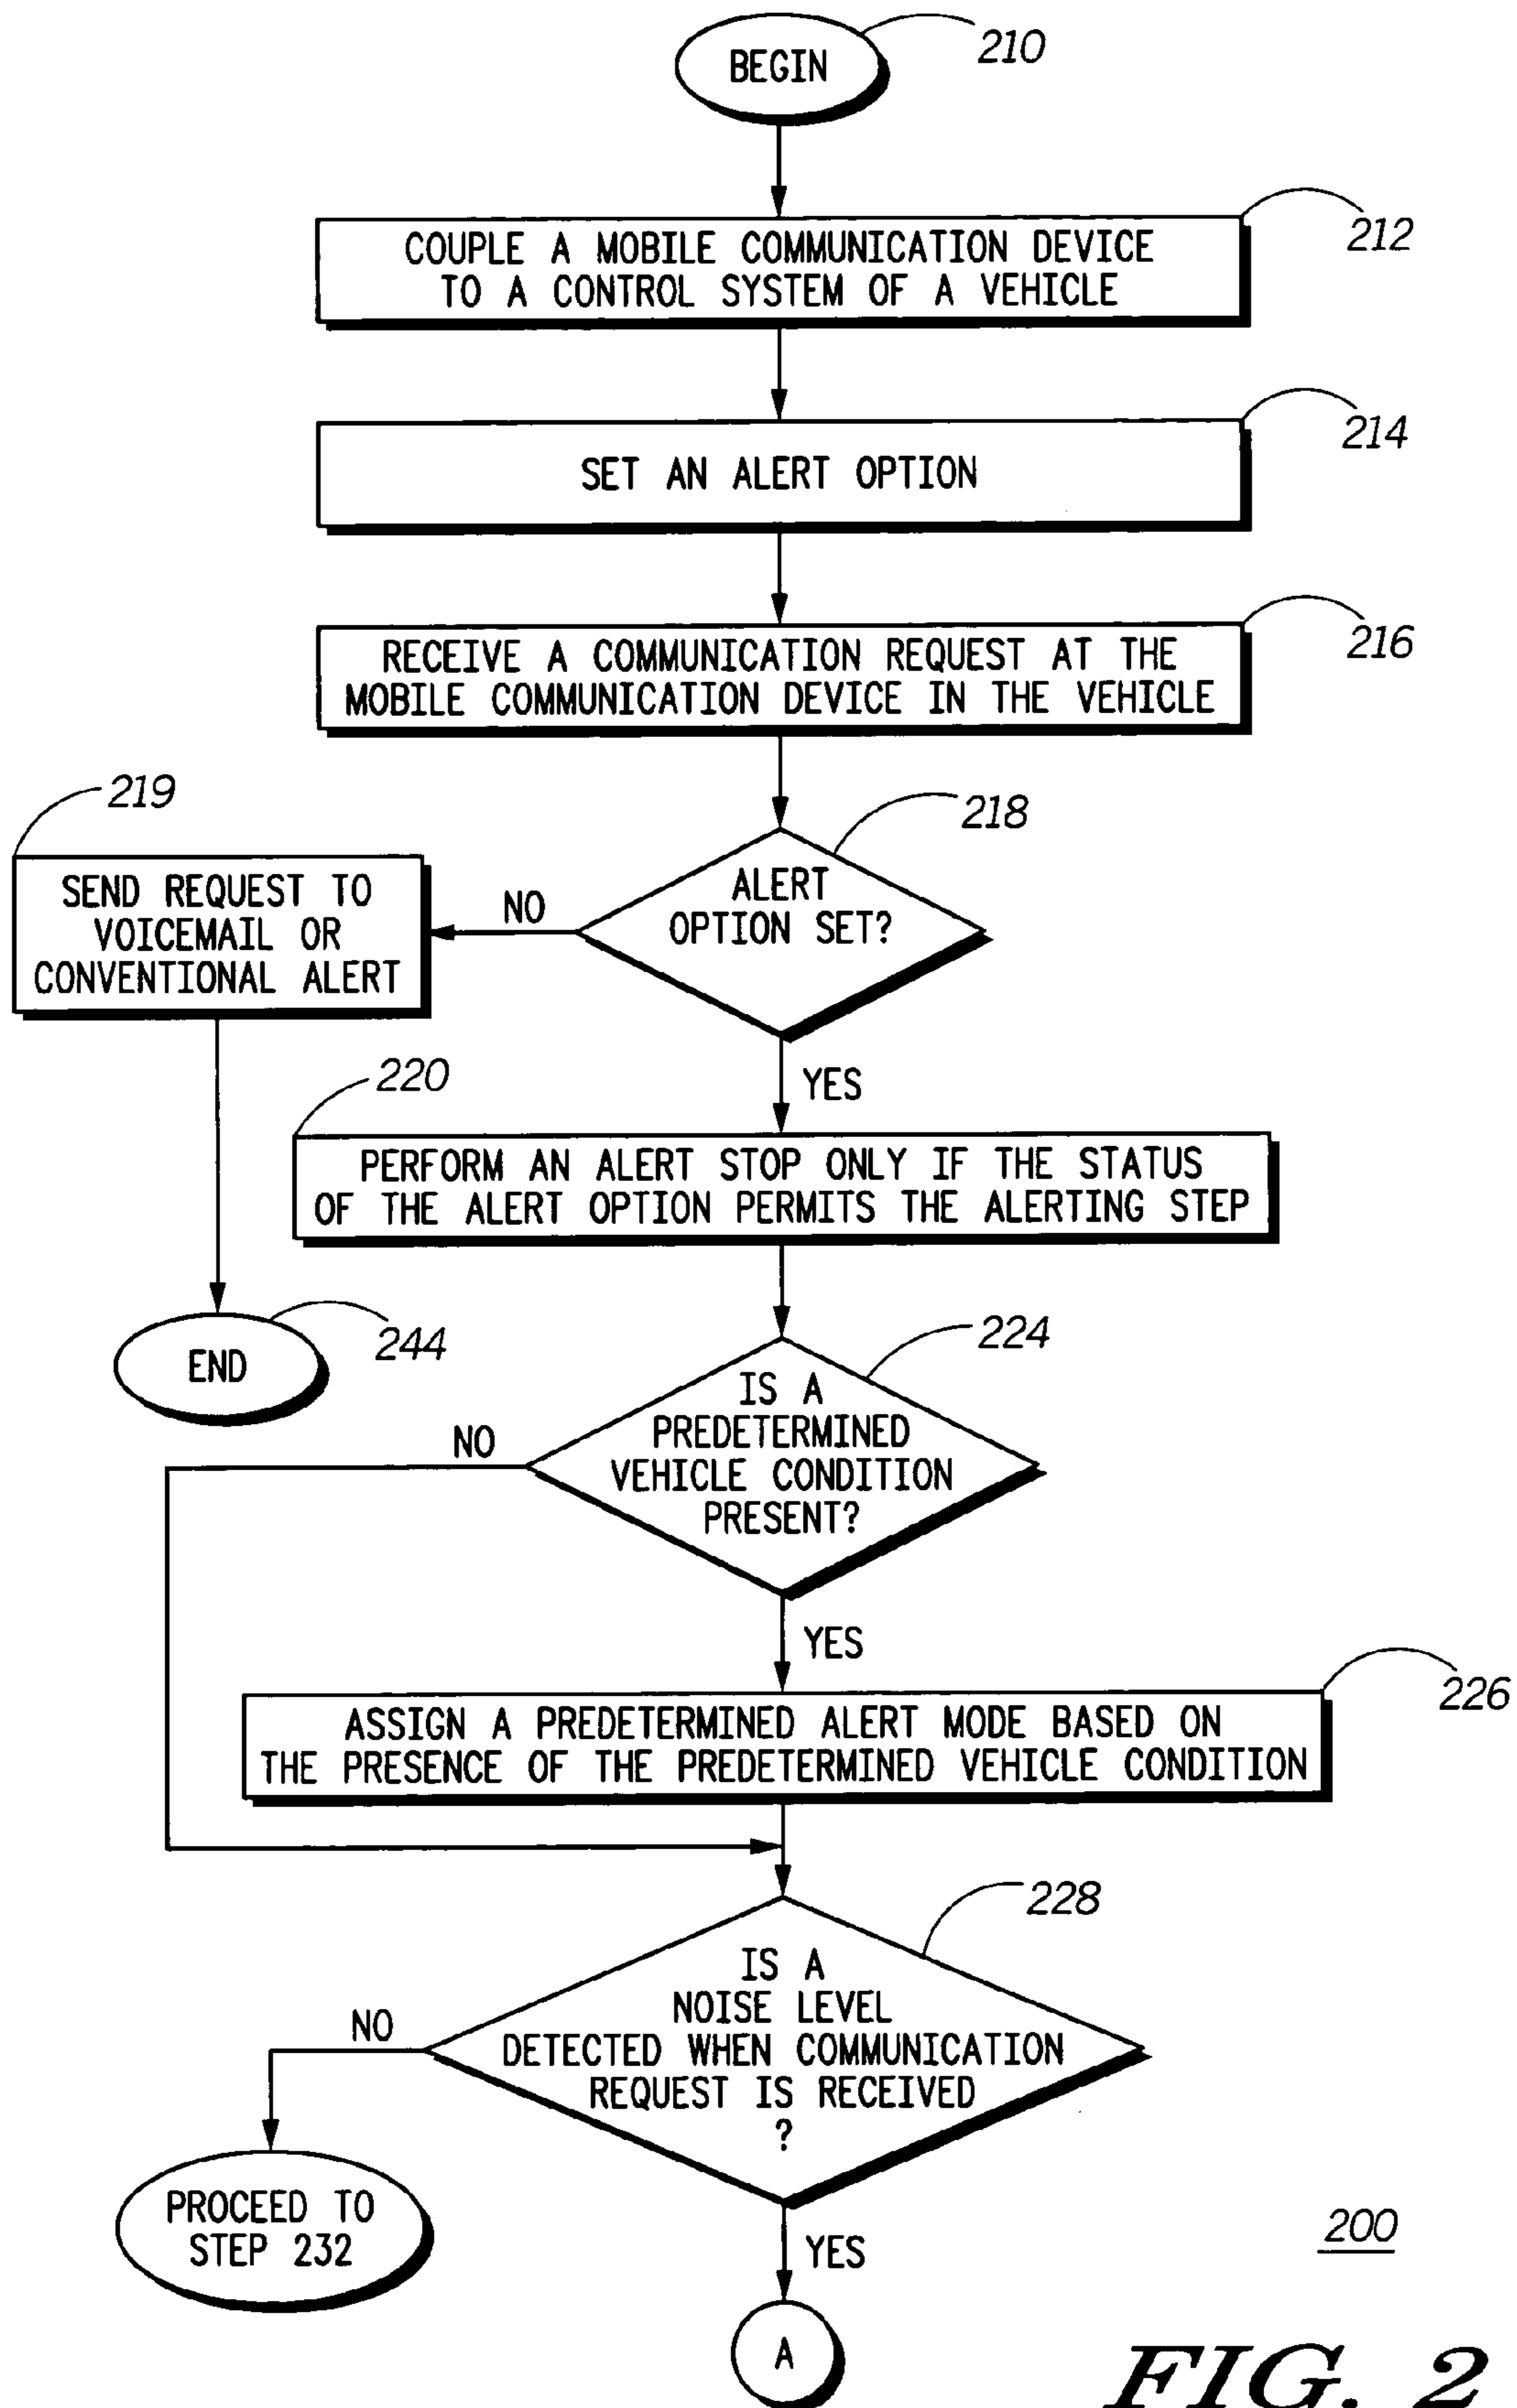 BEGIN
210
COUPLE A MOBILE COMMUNICATION DEVICE
TO A CONTROL SYSTEM OF A VEHICLE
212
SET AN ALERT OPTION
214
RECEIVE A COMMUNICATION REQUEST AT THE
MOBILE COMMUNICATION DEVICE IN THE VEHICLE
216
219
SEND REQUEST TO
VOICEMAIL OR
CONVENTIONAL ALERT
NO
ALERT
OPTION SET?
218
YES
220
PERFORM AN ALERT STOP ONLY IF THE STATUS
OF THE ALERT OPTION PERMITS THE ALERTING STEP
END
244
224
IS A
PREDETERMINED
VEHICLE CONDITION
PRESENT?
NO
YES
226
ASSIGN A PREDETERMINED ALERT MODE BASED ON
THE PRESENCE OF THE PREDETERMINED VEHICLE CONDITION
228
IS A
NOISE LEVEL
DETECTED WHEN COMMUNICATION
REQUEST IS RECEIVED
?
NO
PROCEED TO
STEP 232
YES
A
200
FIG. 2